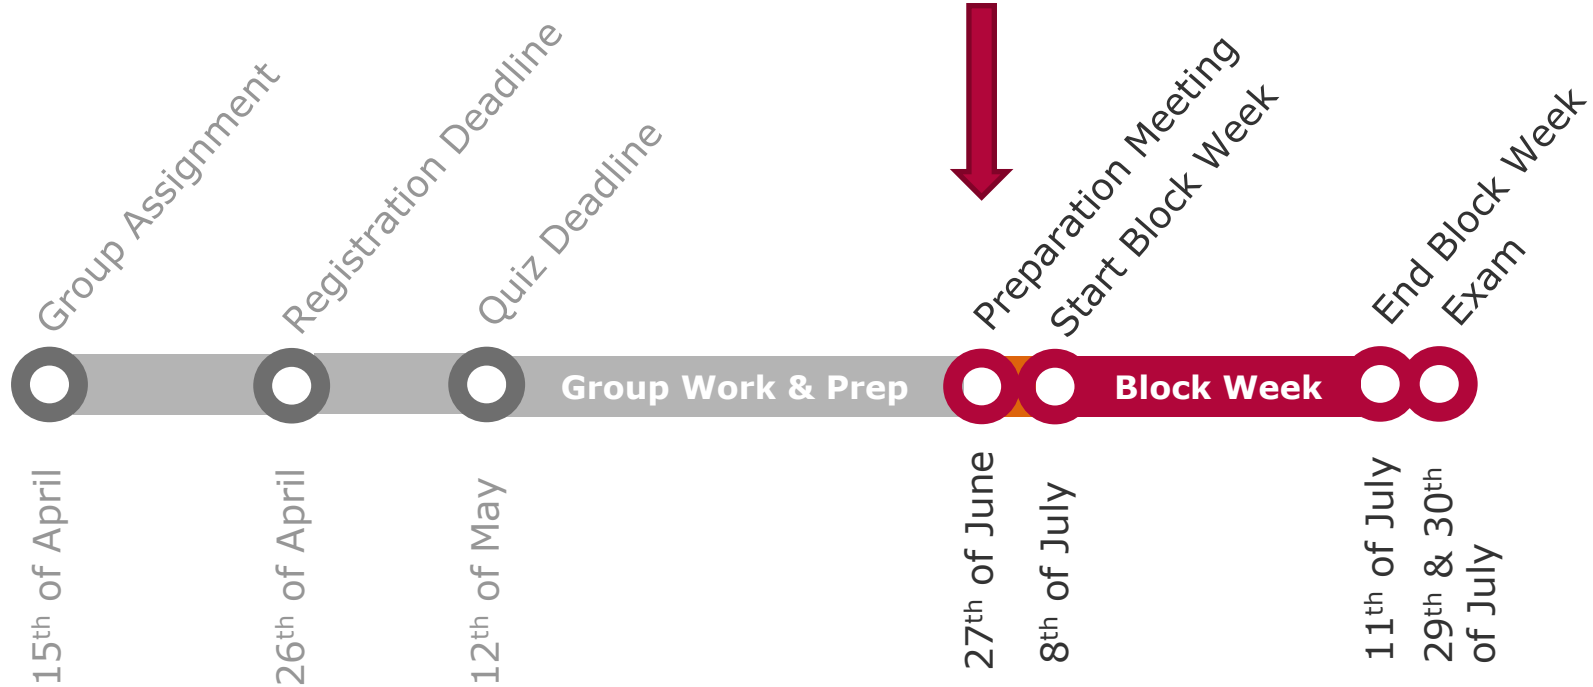 Group Assignment
Registration Deadline
Quiz Deadline
Preparation Meeting
Start Block Week
End Block Week
Exam
Group Work & Prep
Block Week
15th of April
26th of April
12th of May
27th of June
8th of July
11th of July
29th & 30th
of July